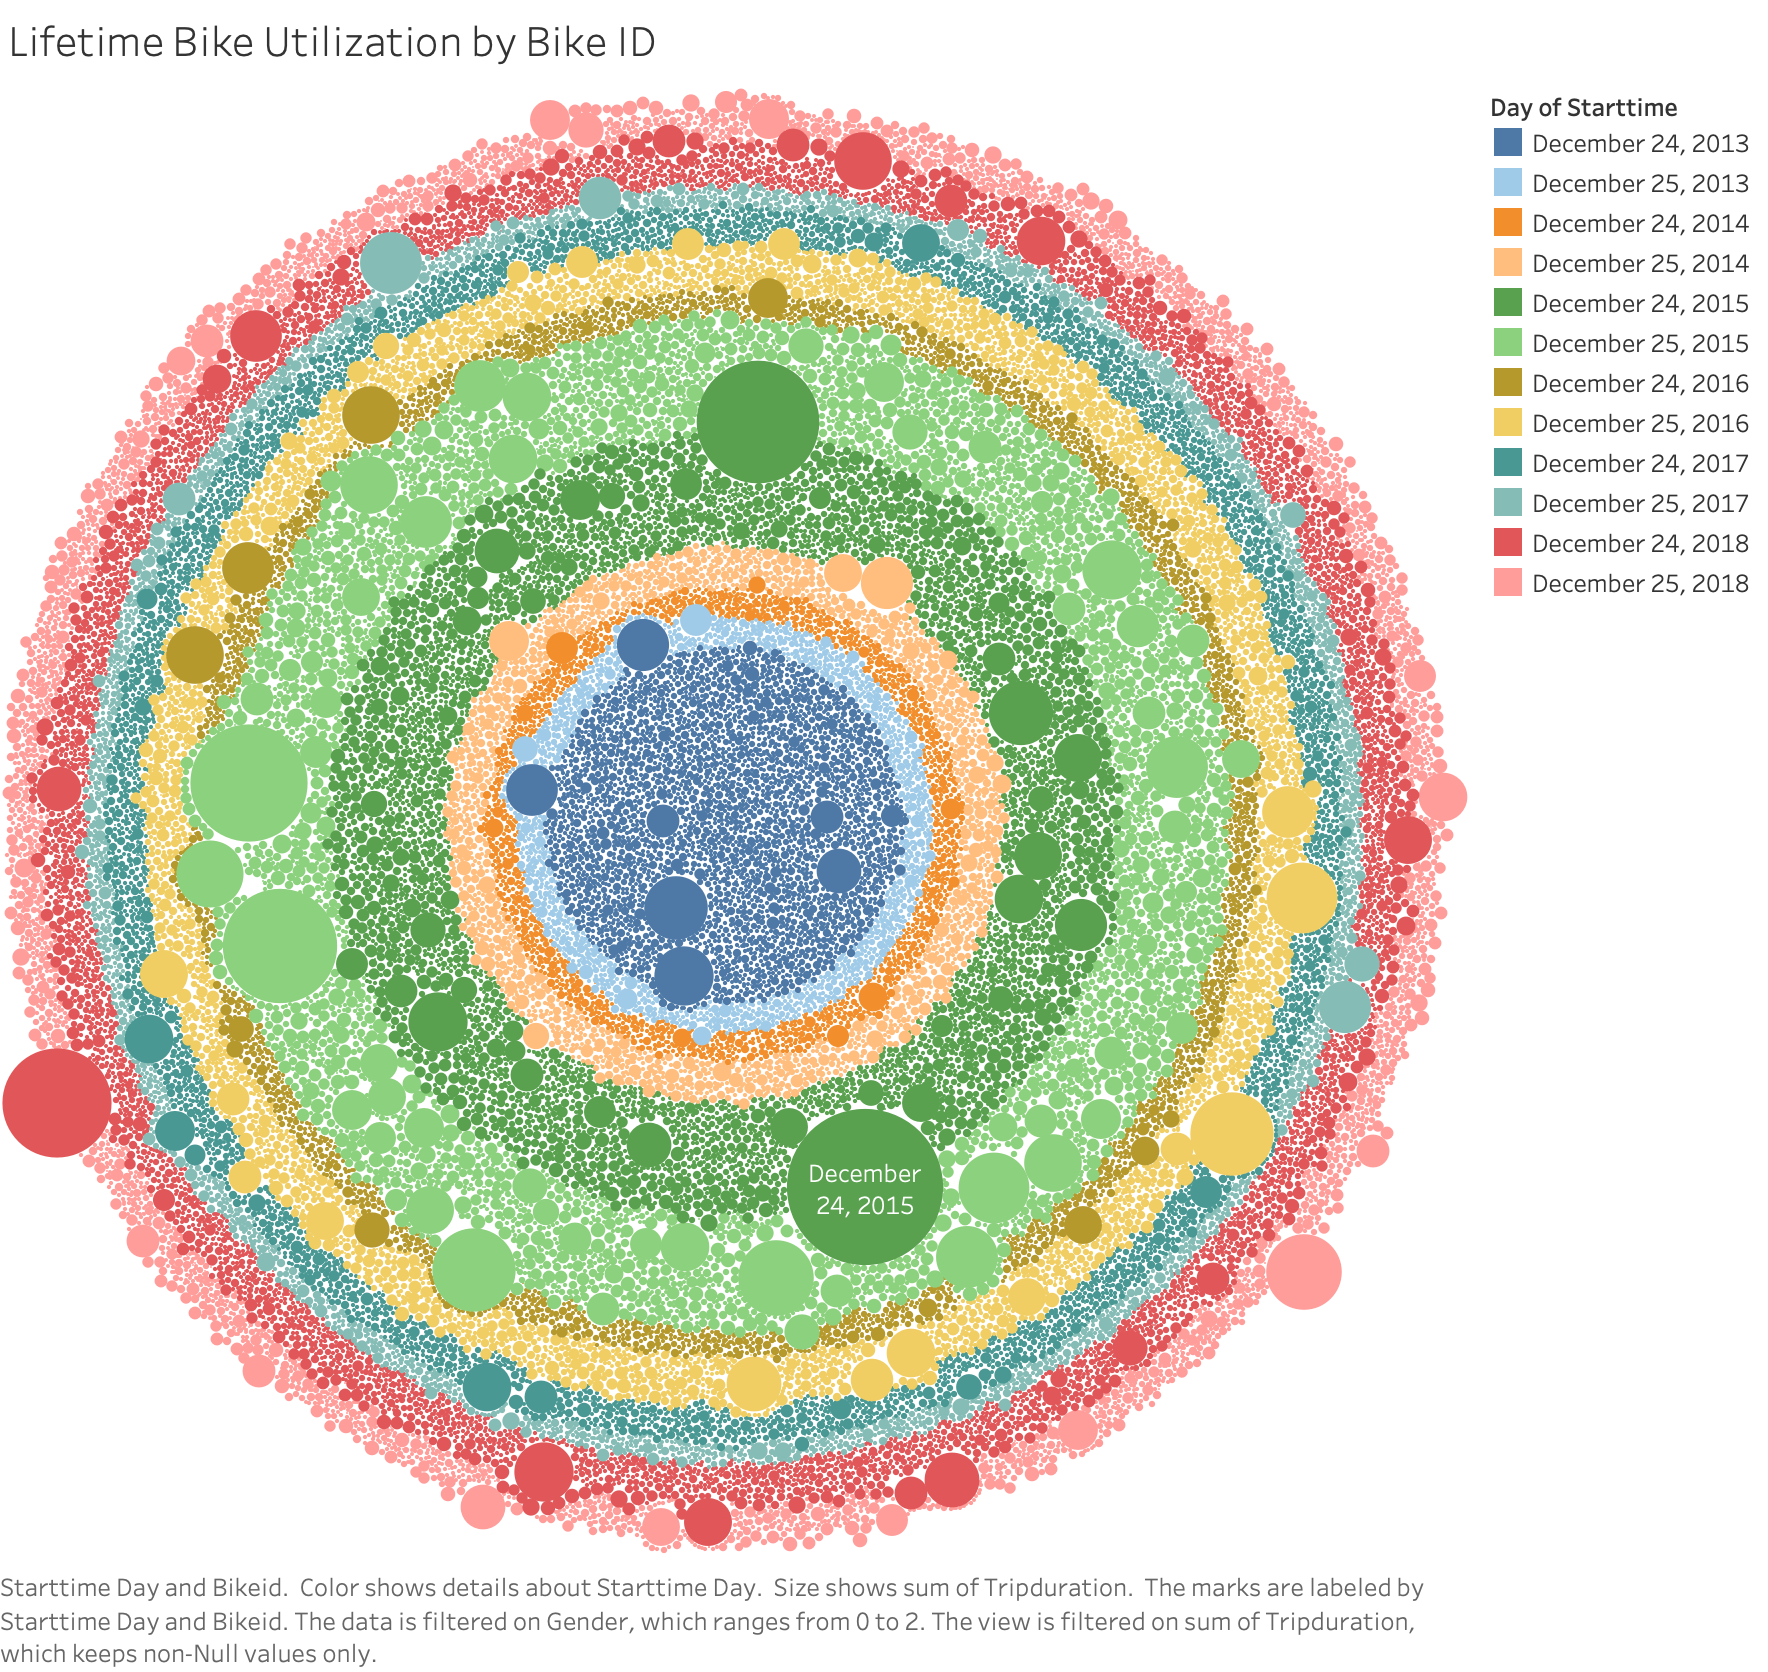 Lifetime Bike Utilization by Bike ID
Day of Starttime
December 24, 2013
December 25, 2013
December 24, 2014
December 25, 2014
December 24, 2015
December 25, 2015
December 24, 2016
December 25, 2016
December 24, 2017
December 25, 2017
December 24, 2018
December 25, 2018
December
24, 2015
Starttime Day and Bikeid.  Color shows details about Starttime Day.  Size shows sum of Tripduration.  The marks are labeled by
Starttime Day and Bikeid. The data is filtered on Gender, which ranges from 0 to 2. The view is filtered on sum of Tripduration,
which keeps non-Null values only.